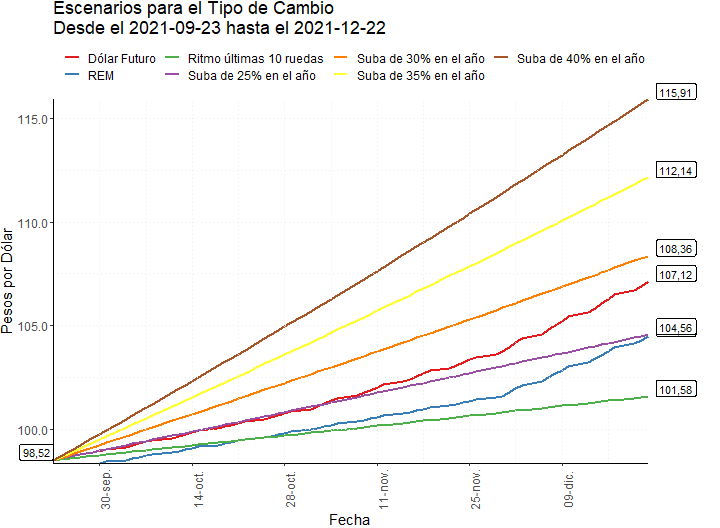 Escenarios para el Tipo de Cambio
Desde el 2021-09-23 hasta el 2021-12-22
Dólar Futuro Ritmo últimas 10 ruedas Suba de 30% en el año Suba de 40% en el año
REM Suba de 25% en el año Suba de 35% en el año
115,91
115.0
112,14
110.0
108,36
107,12
105.0
104,56
101,58
100.0
98,52
Pesos por Dólar
30-sep.
14-oct.
28-oct.
11-nov.
25-nov.
09-dic.
Fecha